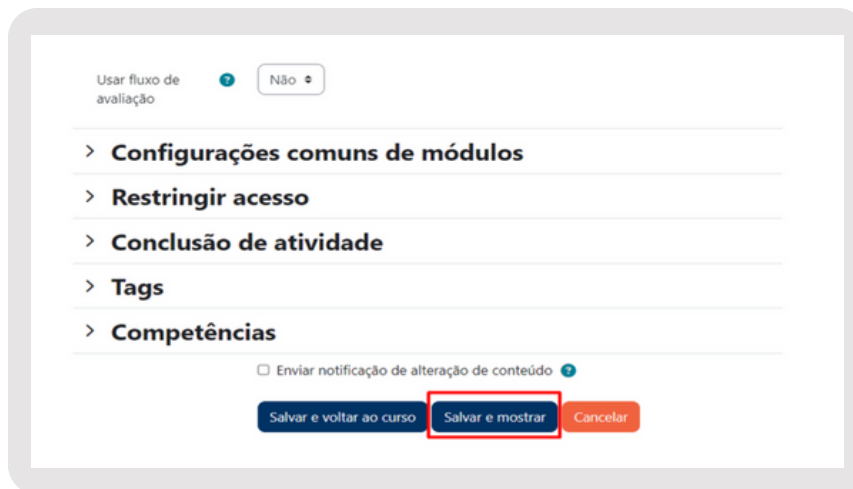 Usar fluxo de
avaliação
Não
Configurações comuns de módulos
Restringir acesso
Conclusão de atividade
Tags
Competências
Enviar notificação de alteração de conteúdo
Salvar e voltar ao curso Salvar e mostrar Cancelar